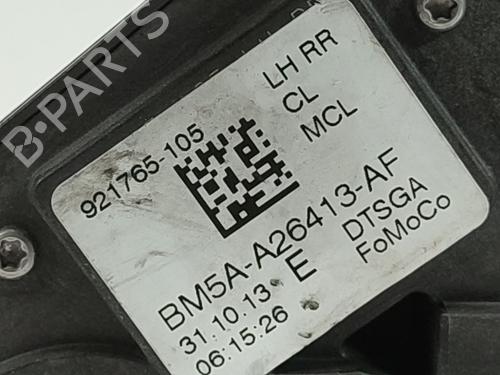 B-PARTS
921765-105
LH RR
CL
MCL
BM5A-A26413-AF
31.10.13 E DTSGA
06:15:26 FoMoCo